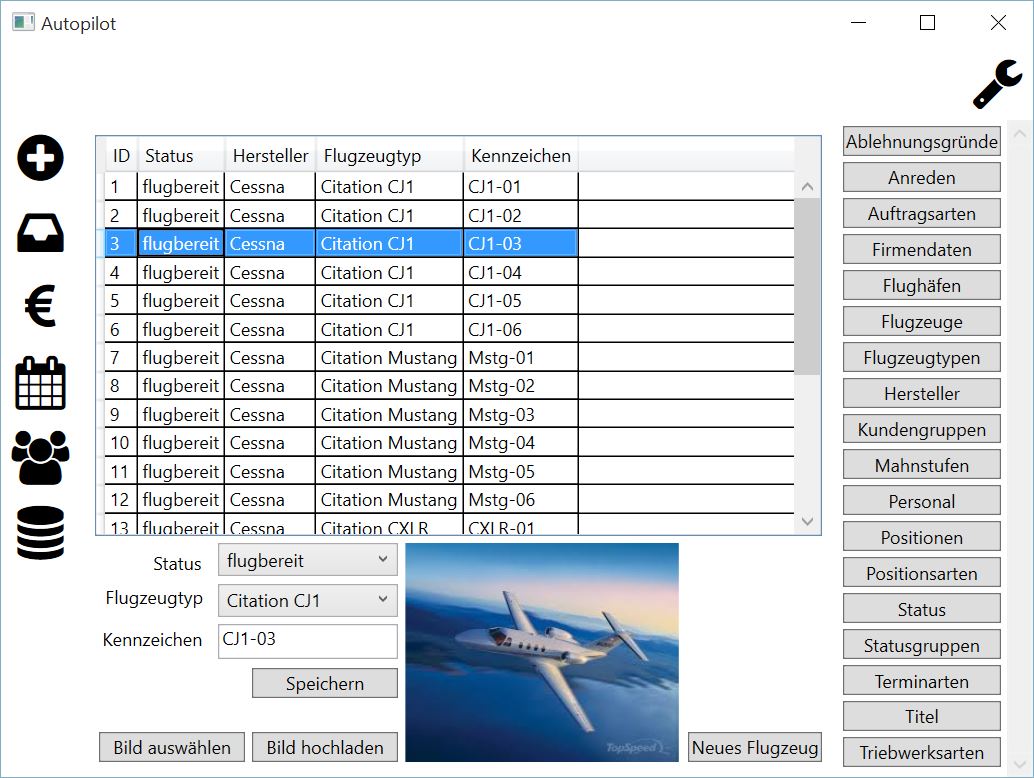 Autopilot
ID Status Hersteller Flugzeugtyp Kennzeichen
1 flugbereit Cessna Citation CJ1 CJ1-01
2 flugbereit Cessna Citation CJ1 CJ1-02
3 flugbereit Cessna Citation CJ1 CJ1-03
4 flugbereit Cessna Citation CJ1 CJ1-04
5 flugbereit Cessna Citation CJ1 CJ1-05
6 flugbereit Cessna Citation CJ1 CJ1-06
7 flugbereit Cessna Citation Mustang Mstg-01
8 flugbereit Cessna Citation Mustang Mstg-02
9 flugbereit Cessna Citation Mustang Mstg-03
10 flugbereit Cessna Citation Mustang Mstg-04
11 flugbereit Cessna Citation Mustang Mstg-05
12 flugbereit Cessna Citation Mustang Mstg-06
13 flugbereit Cessna Citation CXLR CXLR-01
Status flugbereit
Flugzeugtyp Citation CJ1
Kennzeichen CJ1-03
Speichern
Bild auswählen Bild hochladen
TopSpeed
Neues Flugzeug
Ablehnungsgründe
Anreden
Auftragsarten
Firmendaten
Flughäfen
Flugzeuge
Flugzeugtypen
Hersteller
Kundengruppen
Mahnstufen
Personal
Positionen
Positionsarten
Status
Statusgruppen
Terminarten
Titel
Triebwerksarten